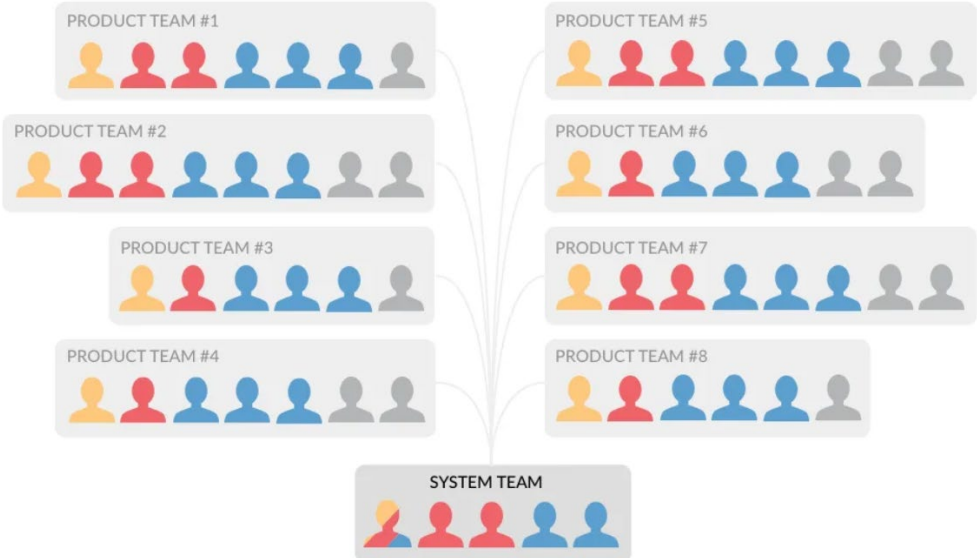 PRODUCT TEAM #1
PRODUCT TEAM #2
PRODUCT TEAM #3
PRODUCT TEAM #4
PRODUCT TEAM #5
PRODUCT TEAM #6
PRODUCT TEAM #7
PRODUCT TEAM #8
SYSTEM TEAM